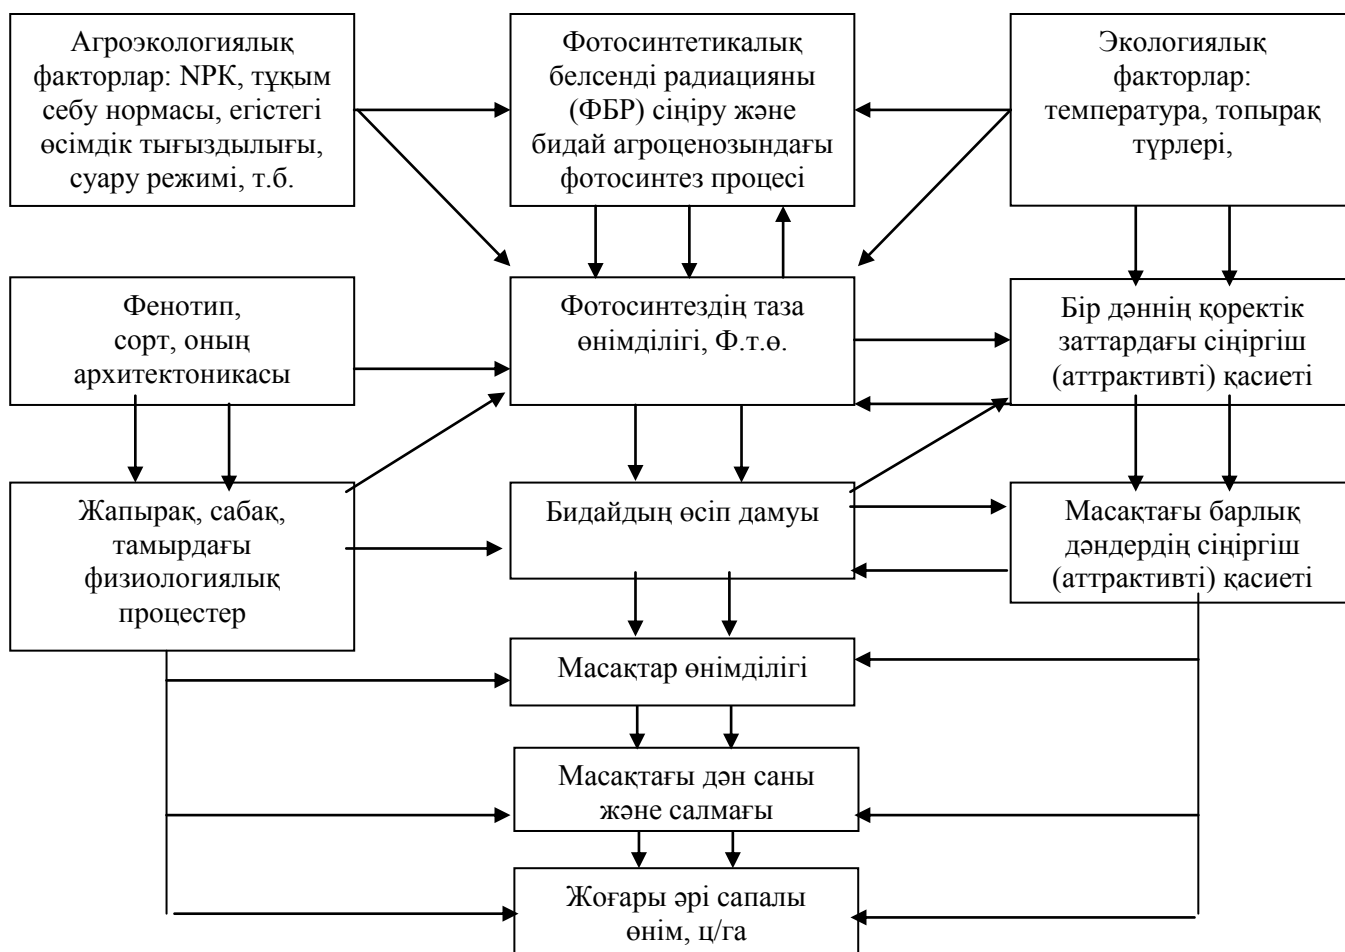 Агроэкологиялық
факторлар: NPК, тұқым
себу нормасы, егістегі
өсімдік тығыздылығы,
суару режимі, т.б.
Фотосинтетикалық
белсенді радиацияны
(ФБР) сіңіру және
бидай агроценозындағы
фотосинтез процесі
Экологиялық
факторлар:
температура, топырақ
түрлері,
Фенотип,
сорт, оның
архитектоникасы
Фотосинтездің таза
өнімділігі, Ф.т.ө.
Бір дәннің қоректік
заттардағы сіңіргіш
(аттрактивті) қасиеті
Жапырақ, сабақ,
тамырдағы
физиологиялық
процестер
Бидайдың өсіп дамуы
Масақтағы барлық
дәндердің сіңіргіш
(аттрактивті) қасиеті
Масақтар өнімділігі
Масақтағы дән саны
және салмағы
Жоғары әрі сапалы
өнім, ц/га